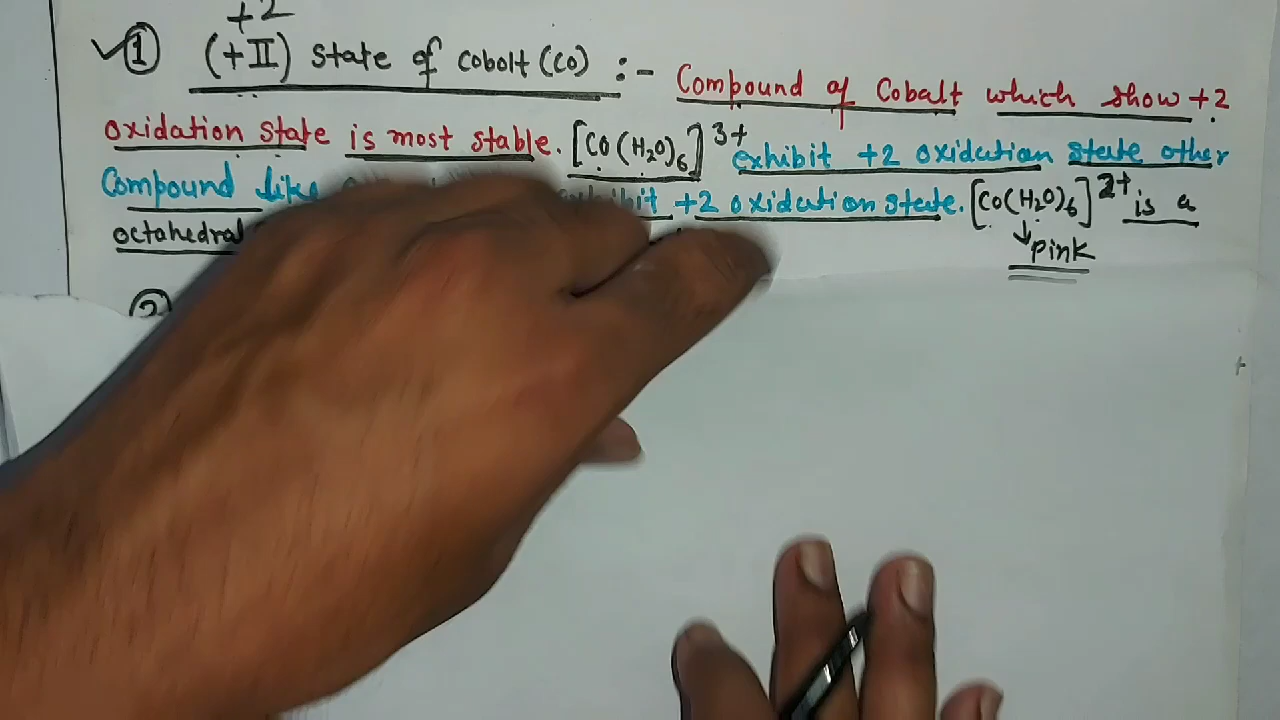 +2
① (+II) state of cobolt (CO) :- Compound of Cobalt which show +2
oxidation state is most stable. [CO(H₂O)₆]³⁺ exhibit +2 oxidation state other
Compound like +2 oxidation state. [CO(H₂O)₆]²⁺ is a
octahedral
↓ pink
②